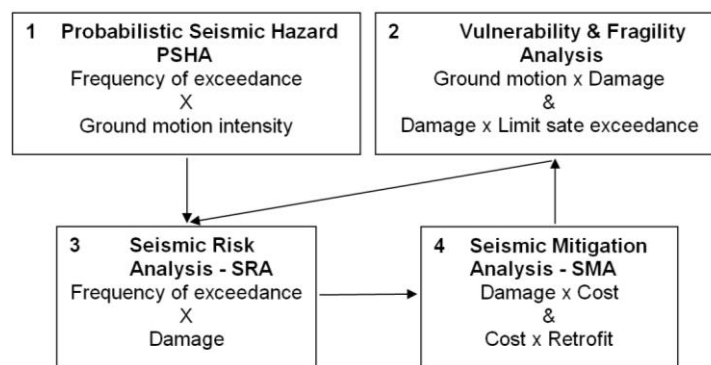 1 Probabilistic Seismic Hazard
PSHA
Frequency of exceedance
X
Ground motion intensity
2 Vulnerability & Fragility
Analysis
Ground motion x Damage
&
Damage x Limit sate exceedance
3 Seismic Risk
Analysis - SRA
Frequency of exceedance
X
Damage
4 Seismic Mitigation
Analysis - SMA
Damage x Cost
&
Cost x Retrofit